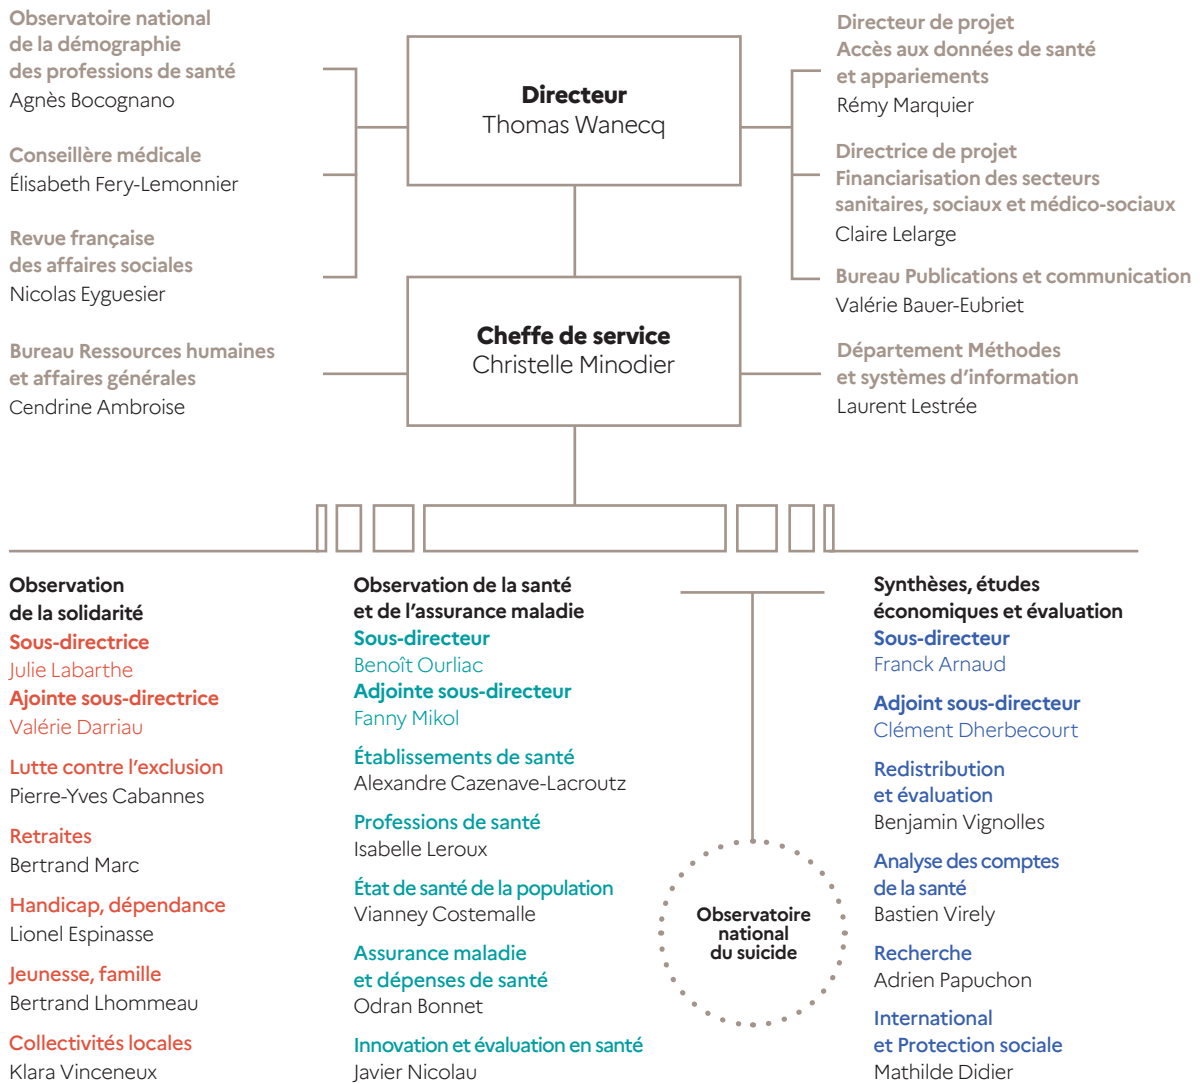 Observatoire national
de la démographie
des professions de santé
Agnès Bocognano
Conseillère médicale
Élisabeth Fery-Lemonnier
Revue française
des affaires sociales
Nicolas Eyguesier
Bureau Ressources humaines
et affaires générales
Cendrine Ambroise
Directeur
Thomas Wanecq
Cheffe de service
Christelle Minodier
Directeur de projet
Accès aux données de santé
et appariements
Rémy Marquier
Directrice de projet
Financiarisation des secteurs
sanitaires, sociaux et médico-sociaux
Claire Lelarge
Bureau Publications et communication
Valérie Bauer-Eubriet
Département Méthodes
et systèmes d'information
Laurent Lestrée
Observation
de la solidarité
Sous-directrice
Julie Labarthe
Ajointe sous-directrice
Valérie Darriau
Lutte contre l'exclusion
Pierre-Yves Cabannes
Retraites
Bertrand Marc
Handicap, dépendance
Lionel Espinasse
Jeunesse, famille
Bertrand Lhommeau
Collectivités locales
Klara Vinceneux
Observation de la santé
et de l'assurance maladie
Sous-directeur
Benoît Ourliac
Adjointe sous-directeur
Fanny Mikol
Établissements de santé
Alexandre Cazenave-Lacroutz
Professions de santé
Isabelle Leroux
État de santé de la population
Vianney Costemalle
Assurance maladie
et dépenses de santé
Odran Bonnet
Innovation et évaluation en santé
Javier Nicolau
Observatoire
national
du suicide
Synthèses, études
économiques et évaluation
Sous-directeur
Franck Arnaud
Adjoint sous-directeur
Clément Dherbecourt
Redistribution
et évaluation
Benjamin Vignolles
Analyse des comptes
de la santé
Bastien Virely
Recherche
Adrien Papuchon
International
et Protection sociale
Mathilde Didier